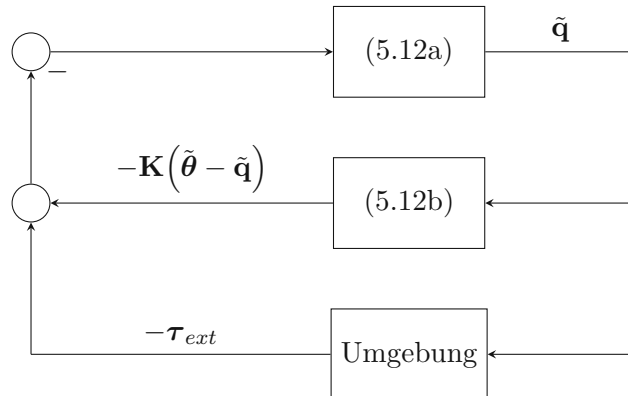 (5.12a)
q̃
−
−K(θ̃ − q̃)
(5.12b)
−τ_ext
Umgebung